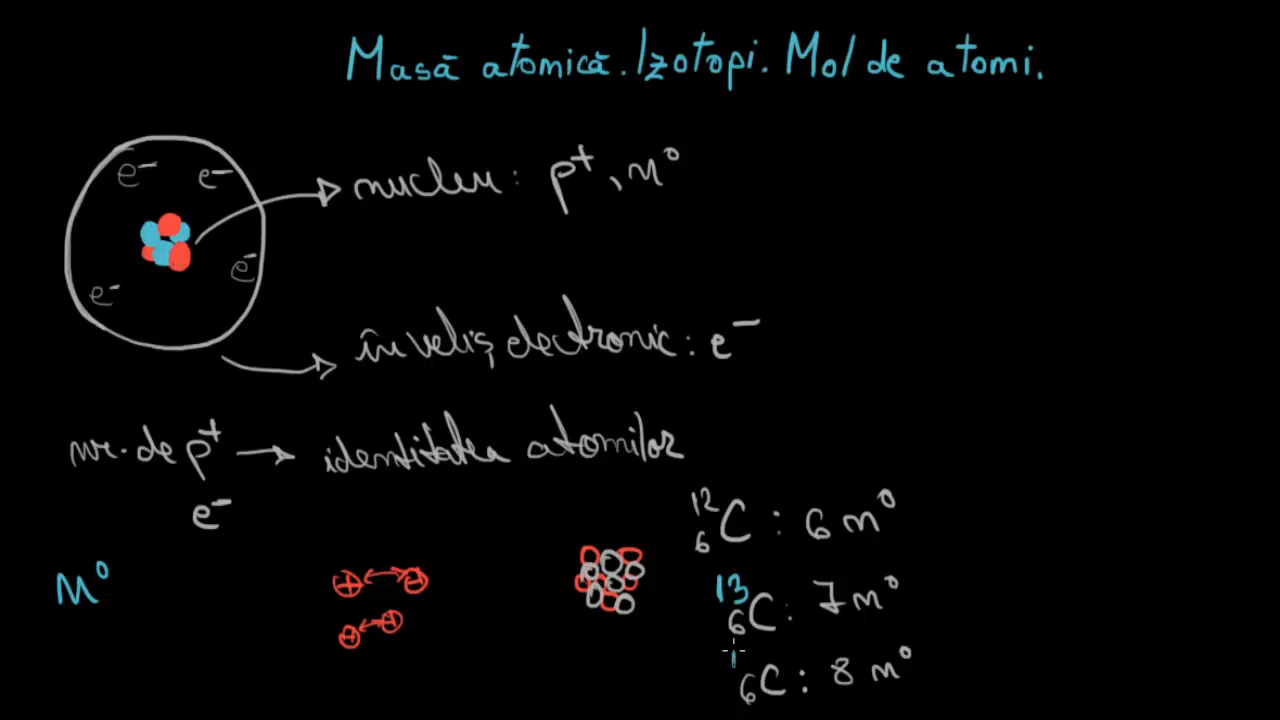 Masă atomică. Izotopi. Mol de atomi.
e⁻ e⁻
nucleu: p⁺, n⁰
e⁻
e⁻
înveliș electronic: e⁻
nr. de p⁺ → identitatea atomilor
e⁻
¹²₆C : 6 n⁰
n⁰
+ ↔ +
+ ↔ +
¹³₆C : 7 n⁰
₆C : 8 n⁰